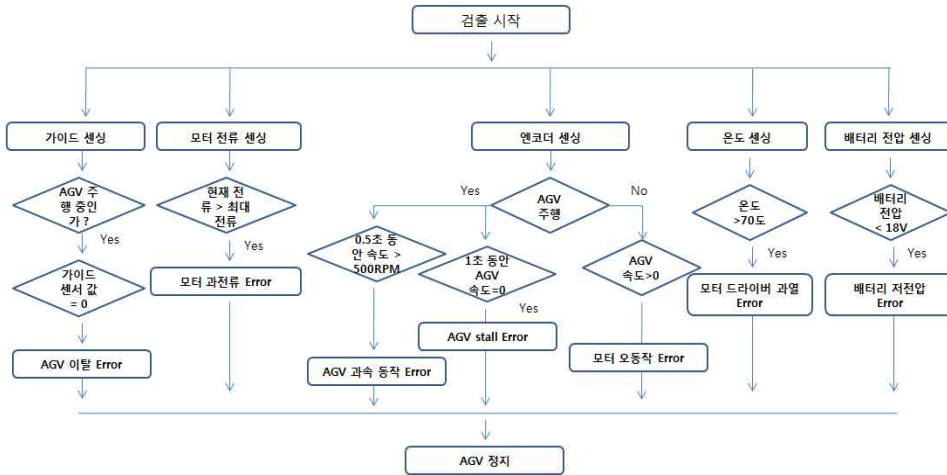 검출 시작
가이드 센싱
모터 전류 센싱
엔코더 센싱
온도 센싱
배터리 전압 센싱
AGV 주
행 중인
가 ?
Yes
가이드
센서 값
= 0
AGV 이탈 Error
현재 전
류 > 최대
전류
Yes
모터 과전류 Error
AGV
주행
Yes
No
0.5초 동
안 속도 >
500RPM
AGV 과속 동작 Error
1초 동안
AGV
속도=0
Yes
AGV stall Error
AGV
속도>0
모터 오동작 Error
온도
>70도
Yes
모터 드라이버 과열
Error
배터리
전압
< 18V
Yes
배터리 저전압
Error
AGV 정지